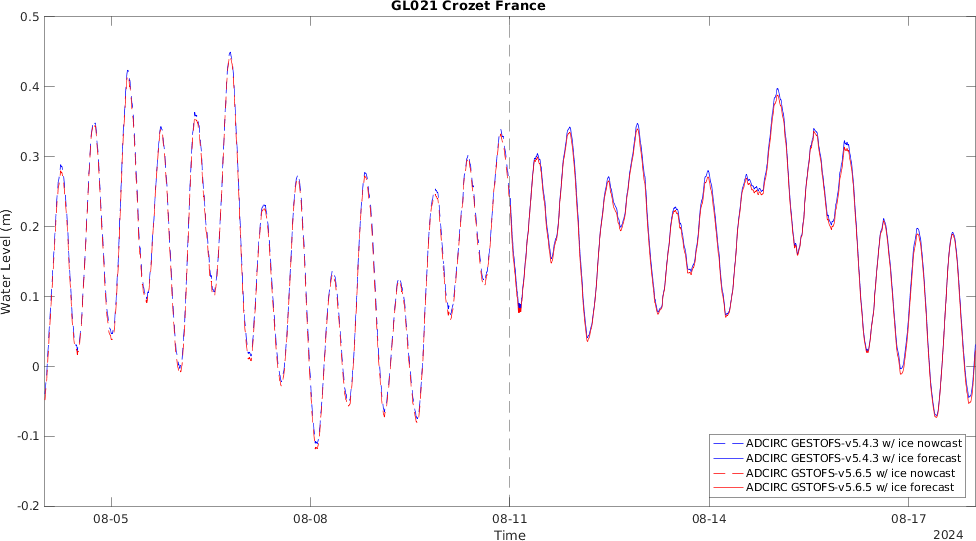 GL021 Crozet France
Water Level (m)
0.5
0.4
0.3
0.2
0.1
0
-0.1
-0.2
ADCIRC GESTOFS-v5.4.3 w/ ice nowcast
ADCIRC GESTOFS-v5.4.3 w/ ice forecast
ADCIRC GSTOFS-v5.6.5 w/ ice nowcast
ADCIRC GSTOFS-v5.6.5 w/ ice forecast
08-05 08-08 08-11 08-14 08-17
Time
2024